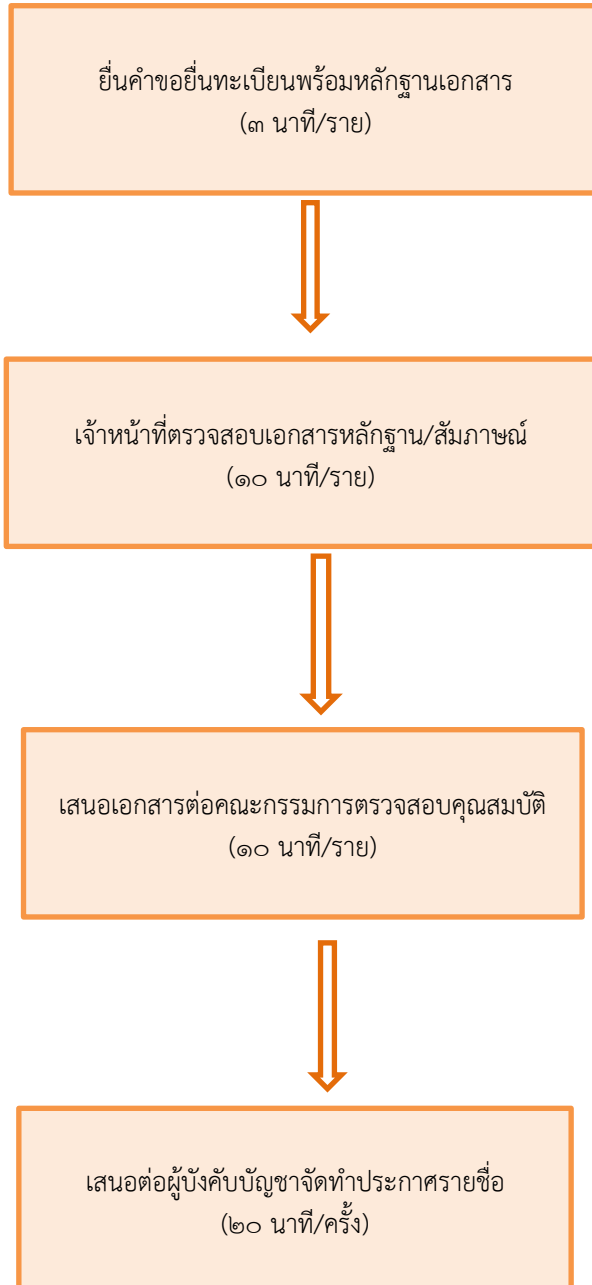 ยื่นคำขอยื่นทะเบียนพร้อมหลักฐานเอกสาร
(๓ นาที/ราย)
เจ้าหน้าที่ตรวจสอบเอกสารหลักฐาน/สัมภาษณ์
(๑๐ นาที/ราย)
เสนอเอกสารต่อคณะกรรมการตรวจสอบคุณสมบัติ
(๑๐ นาที/ราย)
เสนอต่อผู้บังคับบัญชาจัดทำประกาศรายชื่อ
(๒๐ นาที/ครั้ง)